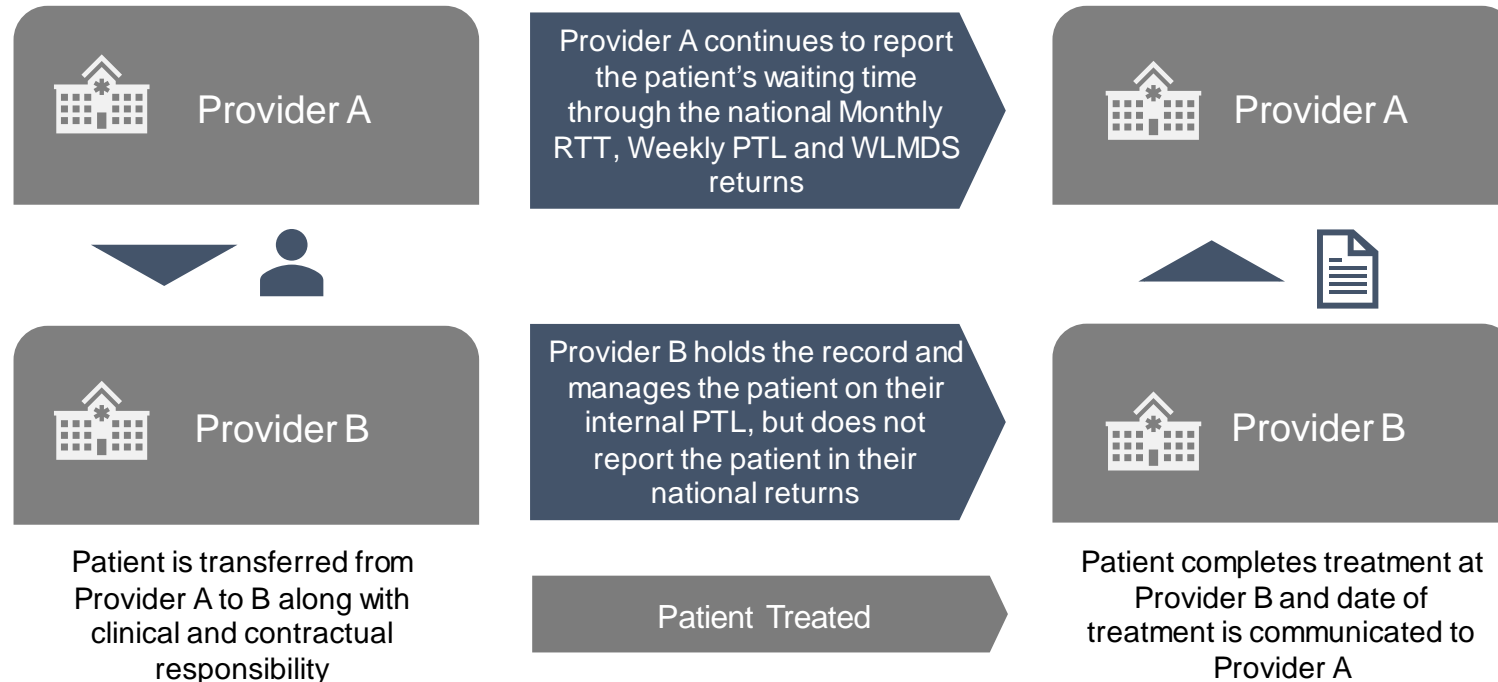 Provider A
Provider A continues to report
the patient's waiting time
through the national Monthly
RTT, Weekly PTL and WLMDS
returns
Provider A
Provider B
Provider B holds the record and
manages the patient on their
internal PTL, but does not
report the patient in their
national returns
Provider B
Patient is transferred from
Provider A to B along with
clinical and contractual
responsibility
Patient Treated
Patient completes treatment at
Provider B and date of
treatment is communicated to
Provider A